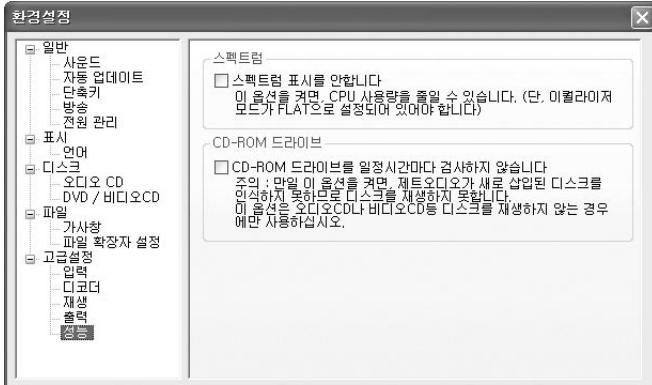 환경설정
일반
사운드
자동 업데이트
단축키
방송
전원 관리
표시
언어
디스크
오디오 CD
DVD / 비디오CD
파일
가사창
파일 확장자 설정
고급설정
입력
디코더
재생
출력
성능
스펙트럼
스펙트럼 표시를 안합니다
이 옵션을 켜면, CPU 사용량을 줄일 수 있습니다. (단, 이퀄라이저
모드가 FLAT으로 설정되어 있어야 합니다)
CD-ROM 드라이브
CD-ROM 드라이브를 일정시간마다 검사하지 않습니다
주의 : 만일 이 옵션을 켜면, 제트오디오가 새로 삽입된 디스크를
인식하지 못하므로 디스크를 재생하지 못합니다.
이 옵션은 오디오CD나 비디오CD등 디스크를 재생하지 않는 경우
에만 사용하십시오.